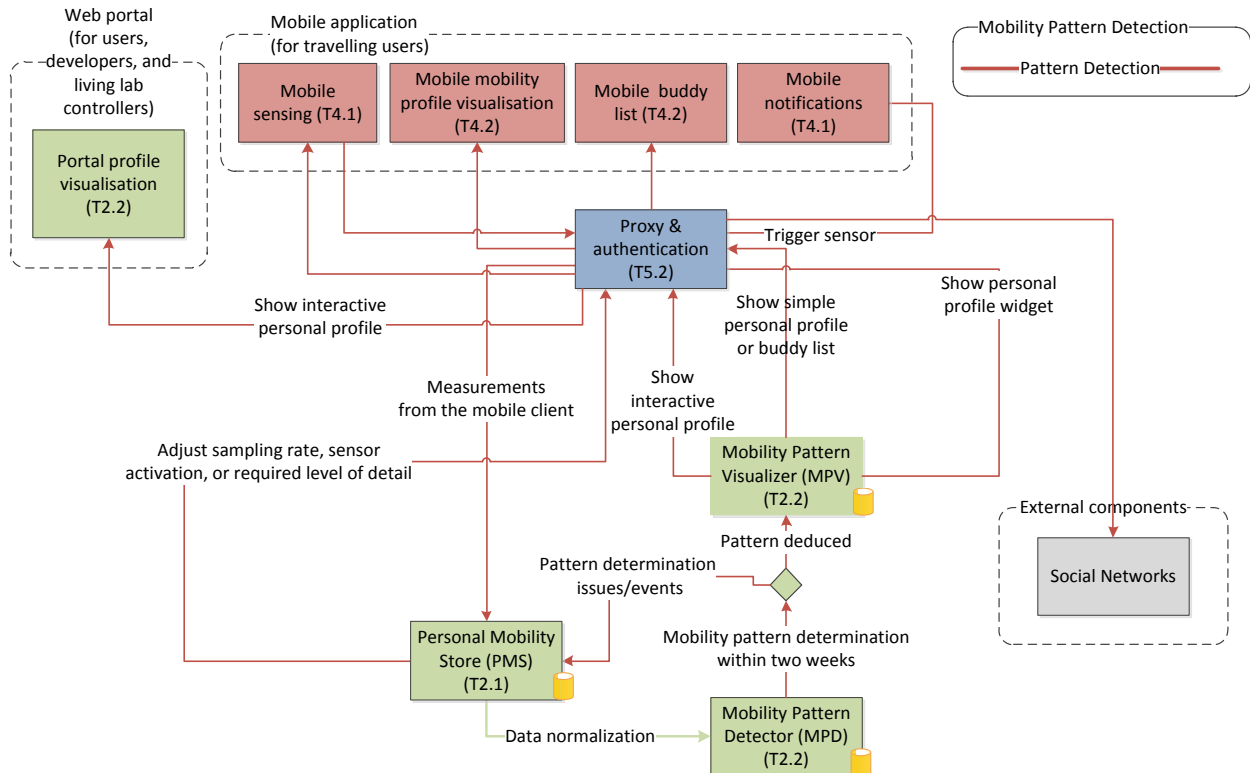 Web portal
(for users,
developers, and
living lab
controllers)
Mobile application
(for travelling users)
Mobility Pattern Detection
Pattern Detection
Mobile
sensing (T4.1)
Mobile mobility
profile visualisation
(T4.2)
Mobile buddy
list (T4.2)
Mobile
notifications
(T4.1)
Portal profile
visualisation
(T2.2)
Proxy &
authentication
(T5.2)
Trigger sensor
Show interactive
personal profile
Show simple
personal profile
or buddy list
Show personal
profile widget
Measurements
from the mobile client
Show
interactive
personal profile
Adjust sampling rate, sensor
activation, or required level of detail
Mobility Pattern
Visualizer (MPV)
(T2.2)
External components
Social Networks
Pattern deduced
Pattern determination
issues/events
Personal Mobility
Store (PMS)
(T2.1)
Mobility pattern determination
within two weeks
Data normalization
Mobility Pattern
Detector (MPD)
(T2.2)